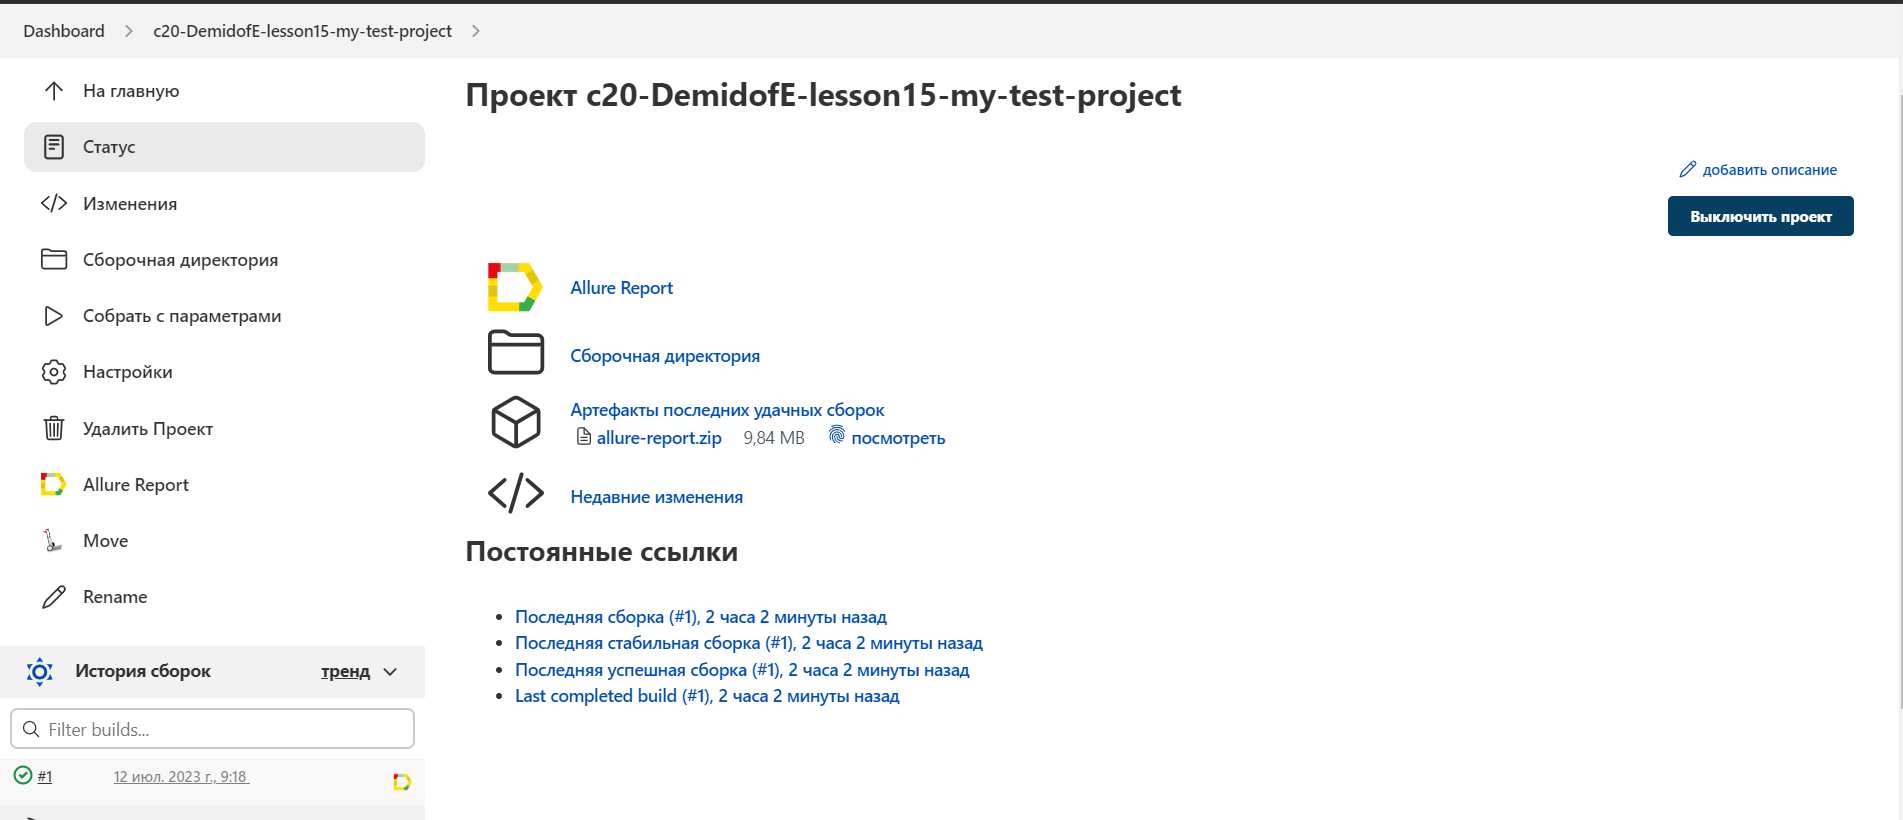 Dashboard
c20-DemidofE-lesson15-my-test-project
На главную
Статус
Изменения
Сборочная директория
Собрать с параметрами
Настройки
Удалить Проект
Allure Report
Move
Rename
История сборок
тренд
Filter builds...
#1
12 июл. 2023 г., 9:18
Проект c20-DemidofE-lesson15-my-test-project
добавить описание
Выключить проект
Allure Report
Сборочная директория
Артефакты последних удачных сборок
allure-report.zip 9,84 MB посмотреть
Недавние изменения
Постоянные ссылки
Последняя сборка (#1), 2 часа 2 минуты назад
Последняя стабильная сборка (#1), 2 часа 2 минуты назад
Последняя успешная сборка (#1), 2 часа 2 минуты назад
Last completed build (#1), 2 часа 2 минуты назад